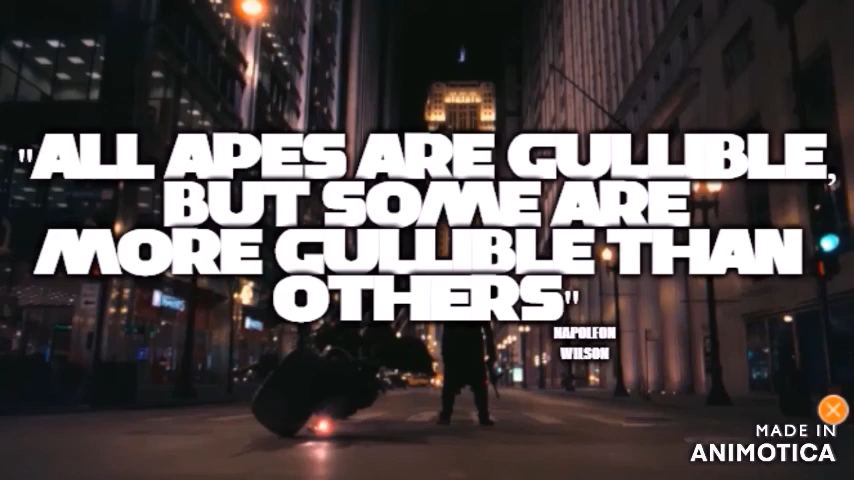 "ALL APES ARE GULLIBLE,
BUT SOME ARE
MORE GULLIBLE THAN
OTHERS"
NAPOLEON
WILSON
MADE IN
ANIMOTICA